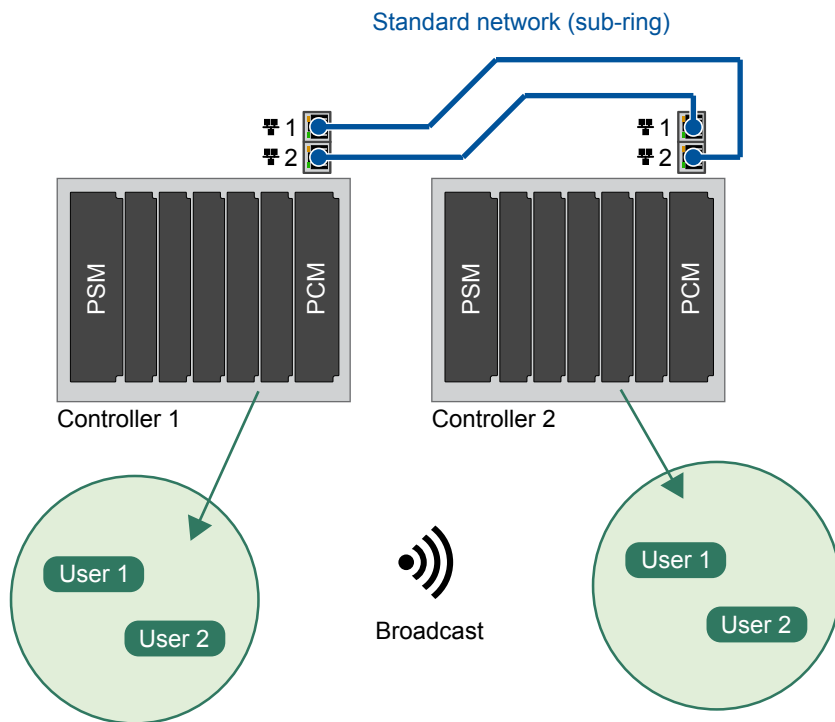 Standard network (sub-ring)
1
2
1
2
PSM
PCM
PSM
PCM
Controller 1
Controller 2
User 1
User 2
Broadcast
User 1
User 2